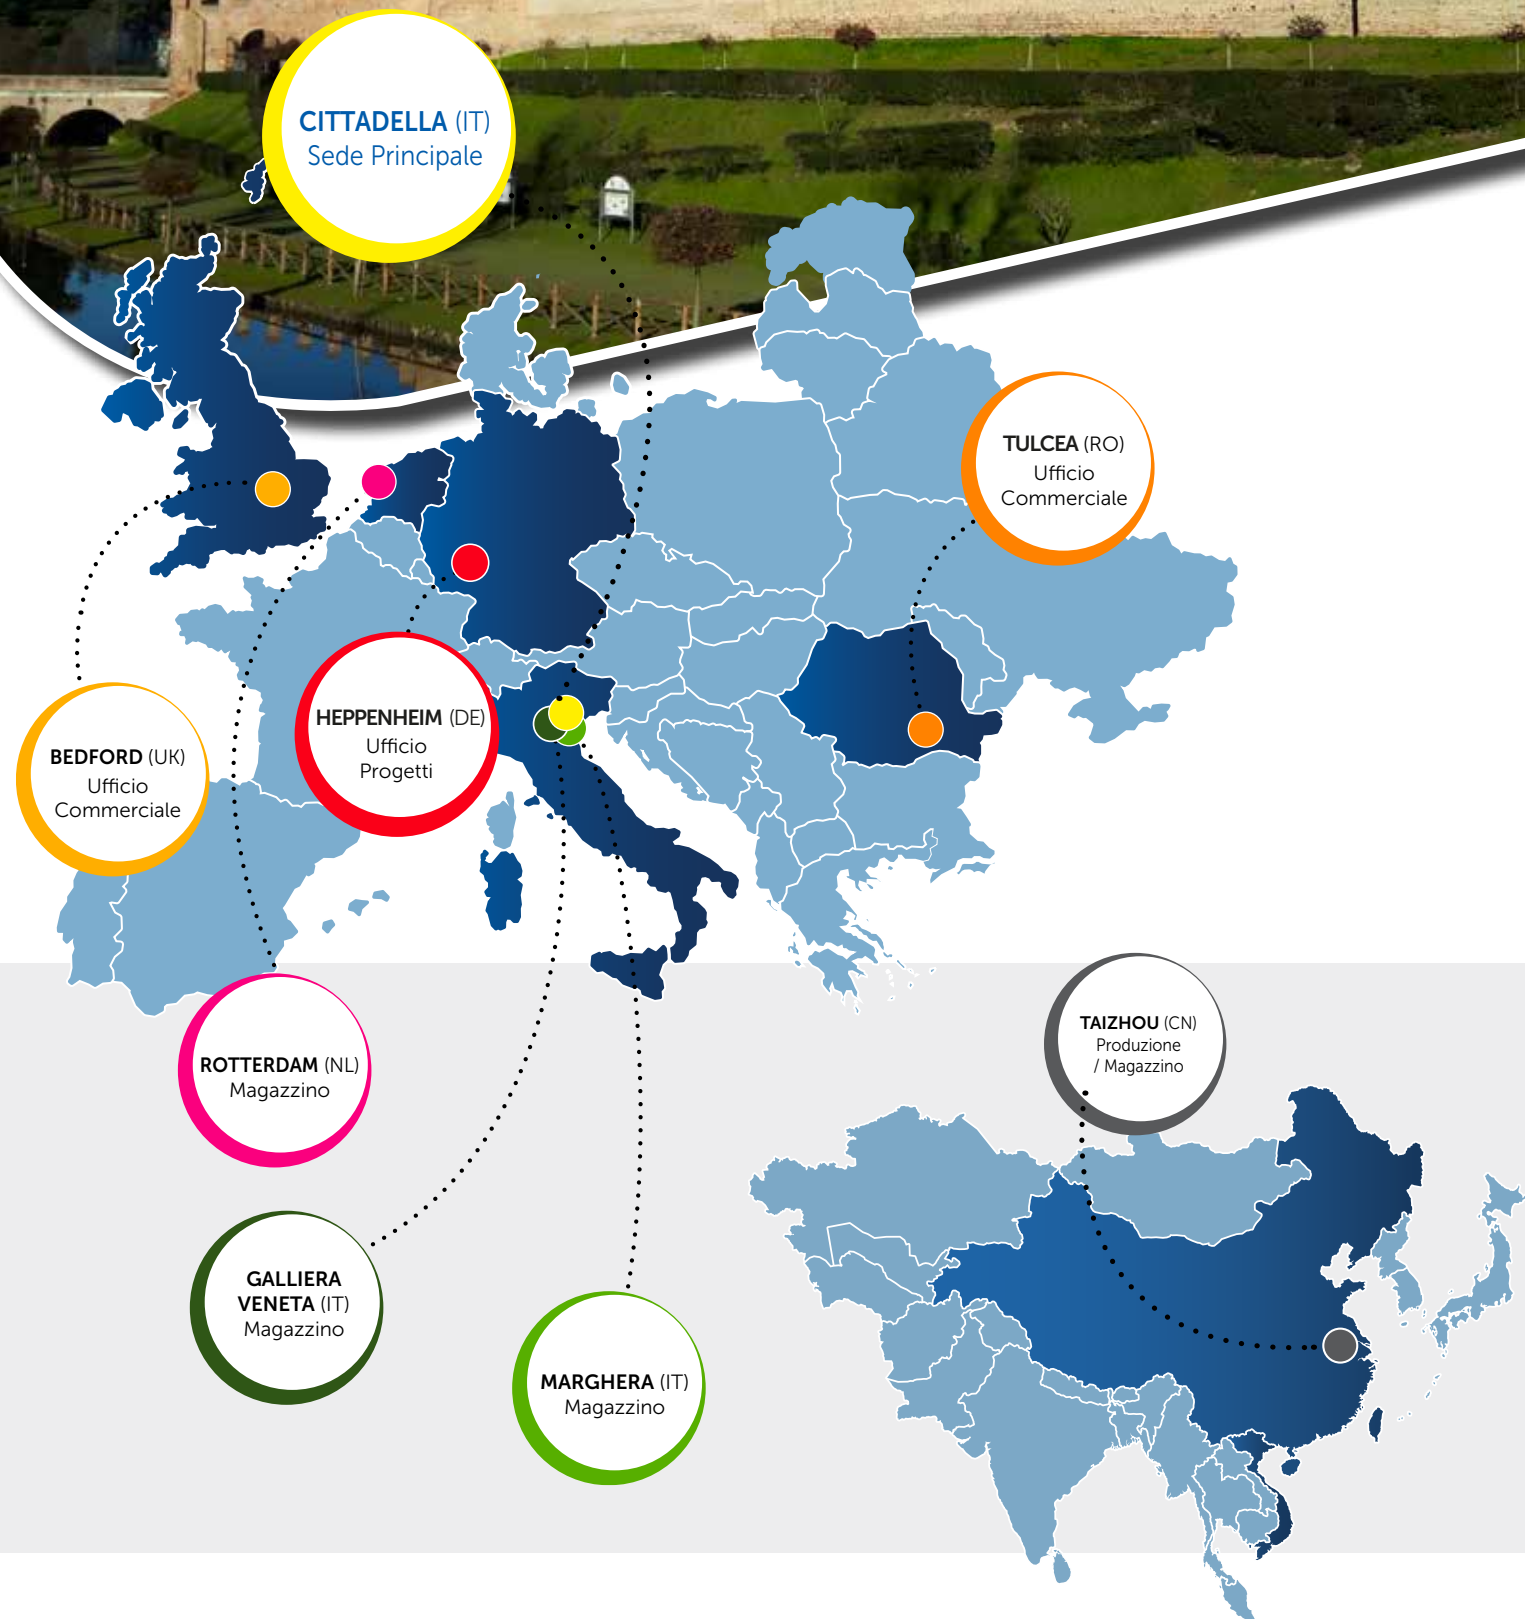 CITTADELLA (IT)
Sede Principale
TULCEA (RO)
Ufficio
Commerciale
HEPPENHEIM (DE)
Ufficio
Progetti
BEDFORD (UK)
Ufficio
Commerciale
ROTTERDAM (NL)
Magazzino
TAIZHOU (CN)
Produzione
/ Magazzino
GALLIERA
VENETA (IT)
Magazzino
MARGHERA (IT)
Magazzino